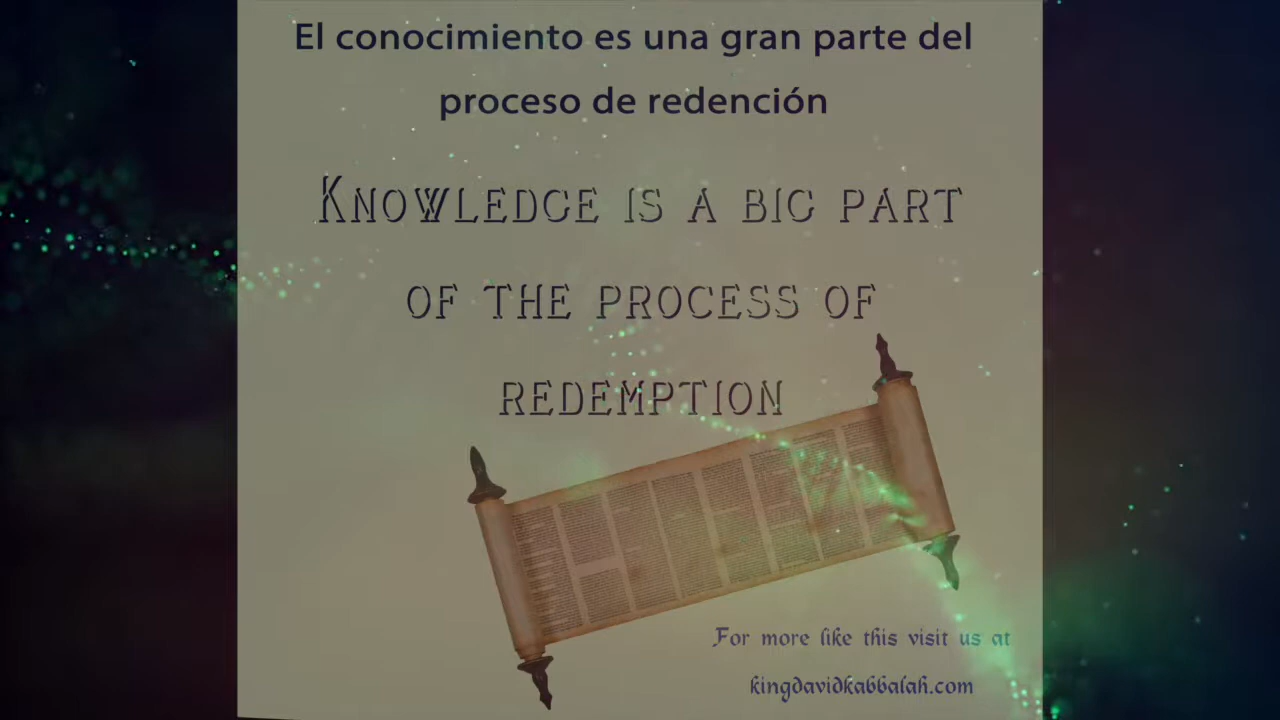 El conocimiento es una gran parte del
proceso de redención
Knowledge is a big part
of the process of
redemption
For more like this visit us at
kingdavidkabbalah.com